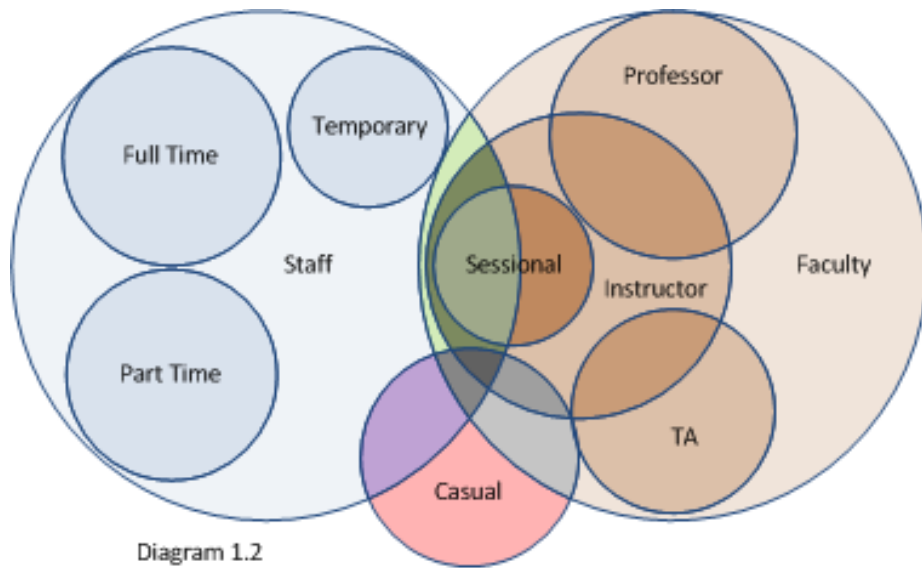 Professor
Temporary
Full Time
Staff
Sessional
Faculty
Instructor
Part Time
TA
Casual
Diagram 1.2